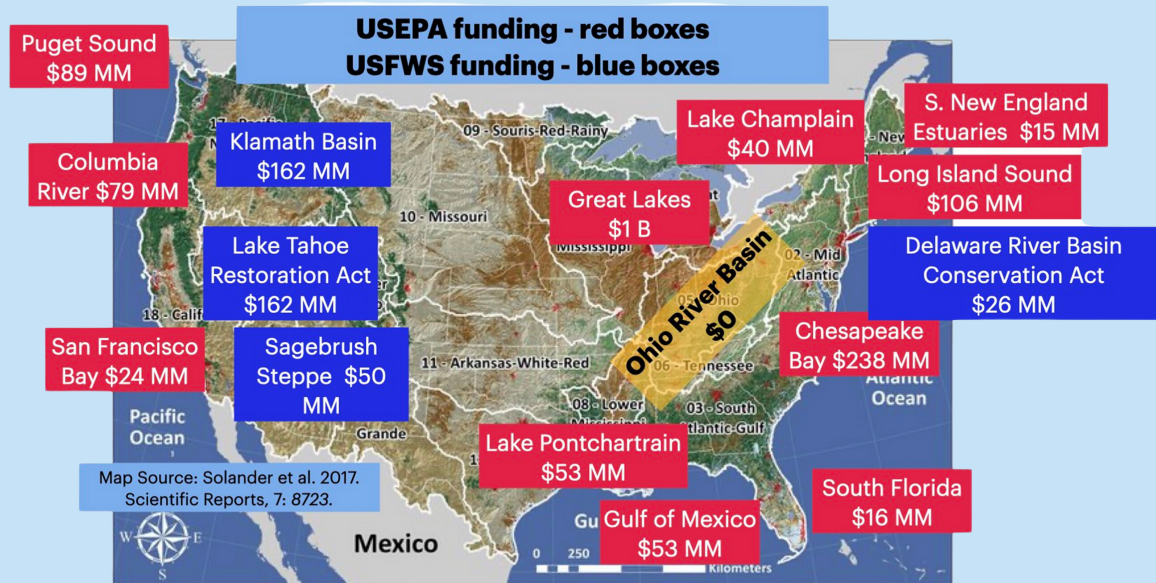 USEPA funding - red boxes
USFWS funding - blue boxes
Puget Sound
$89 MM
Columbia
River $79 MM
Klamath Basin
$162 MM
Lake Tahoe
Restoration Act
$162 MM
San Francisco
Bay $24 MM
Sagebrush
Steppe $50
MM
Great Lakes
$1 B
Lake Champlain
$40 MM
S. New England
Estuaries $15 MM
Long Island Sound
$106 MM
Delaware River Basin
Conservation Act
$26 MM
Ohio River Basin
$0
Chesapeake
Bay $238 MM
Lake Pontchartrain
$53 MM
Gulf of Mexico
$53 MM
South Florida
$16 MM
09 - Souris-Red-Rainy
10 - Missouri
Mississippi
02 - Mid
Atlantic
05 - Ohio
06 - Tennessee
11 - Arkansas-White-Red
08 - Lower
03 - South
Grande
18 -
Pacific
Ocean
Atlantic
Ocean
Map Source: Solander et al. 2017.
Scientific Reports, 7: 8723.
W E
S
Mexico
0 250
Kilometers